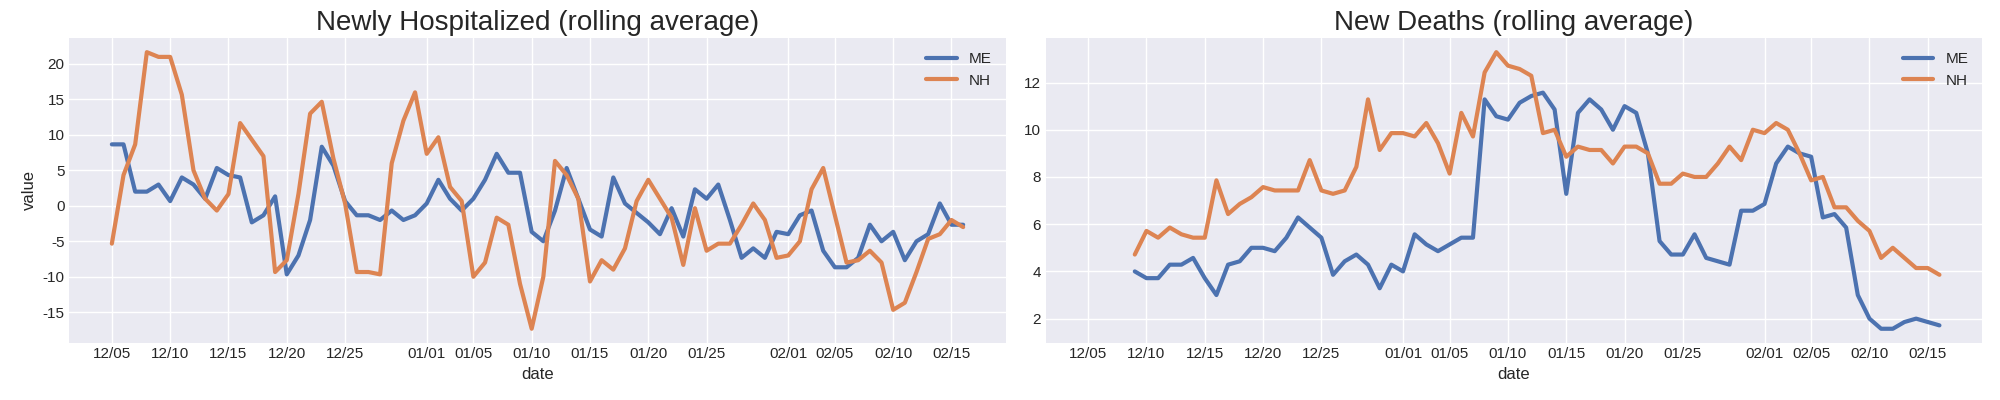 Newly Hospitalized (rolling average)
ME
NH
20
15
10
5
0
-5
-10
-15
value
12/05 12/10 12/15 12/20 12/25 01/01 01/05 01/10 01/15 01/20 01/25 02/01 02/05 02/10 02/15
date
New Deaths (rolling average)
ME
NH
12
10
8
6
4
2
12/05 12/10 12/15 12/20 12/25 01/01 01/05 01/10 01/15 01/20 01/25 02/01 02/05 02/10 02/15
date